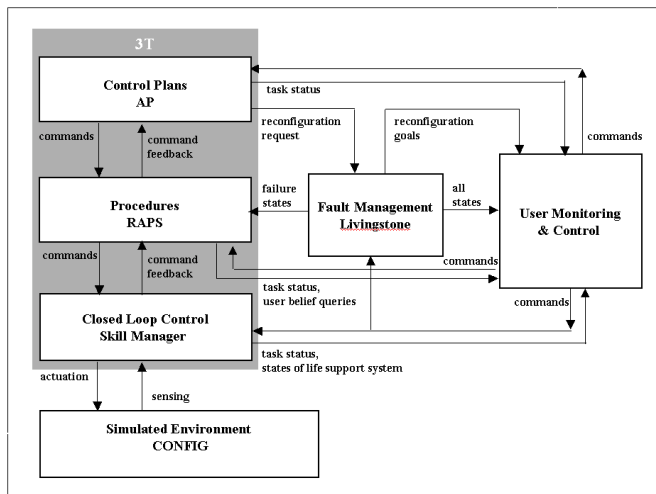 3T
Control Plans
AP
task status
commands
command
feedback
reconfiguration
request
reconfiguration
goals
commands
Procedures
RAPS
failure
states
Fault Management
Livingstone
all
states
User Monitoring
& Control
commands
command
feedback
commands
task status,
user belief queries
commands
Closed Loop Control
Skill Manager
task status,
states of life support system
actuation
sensing
Simulated Environment
CONFIG